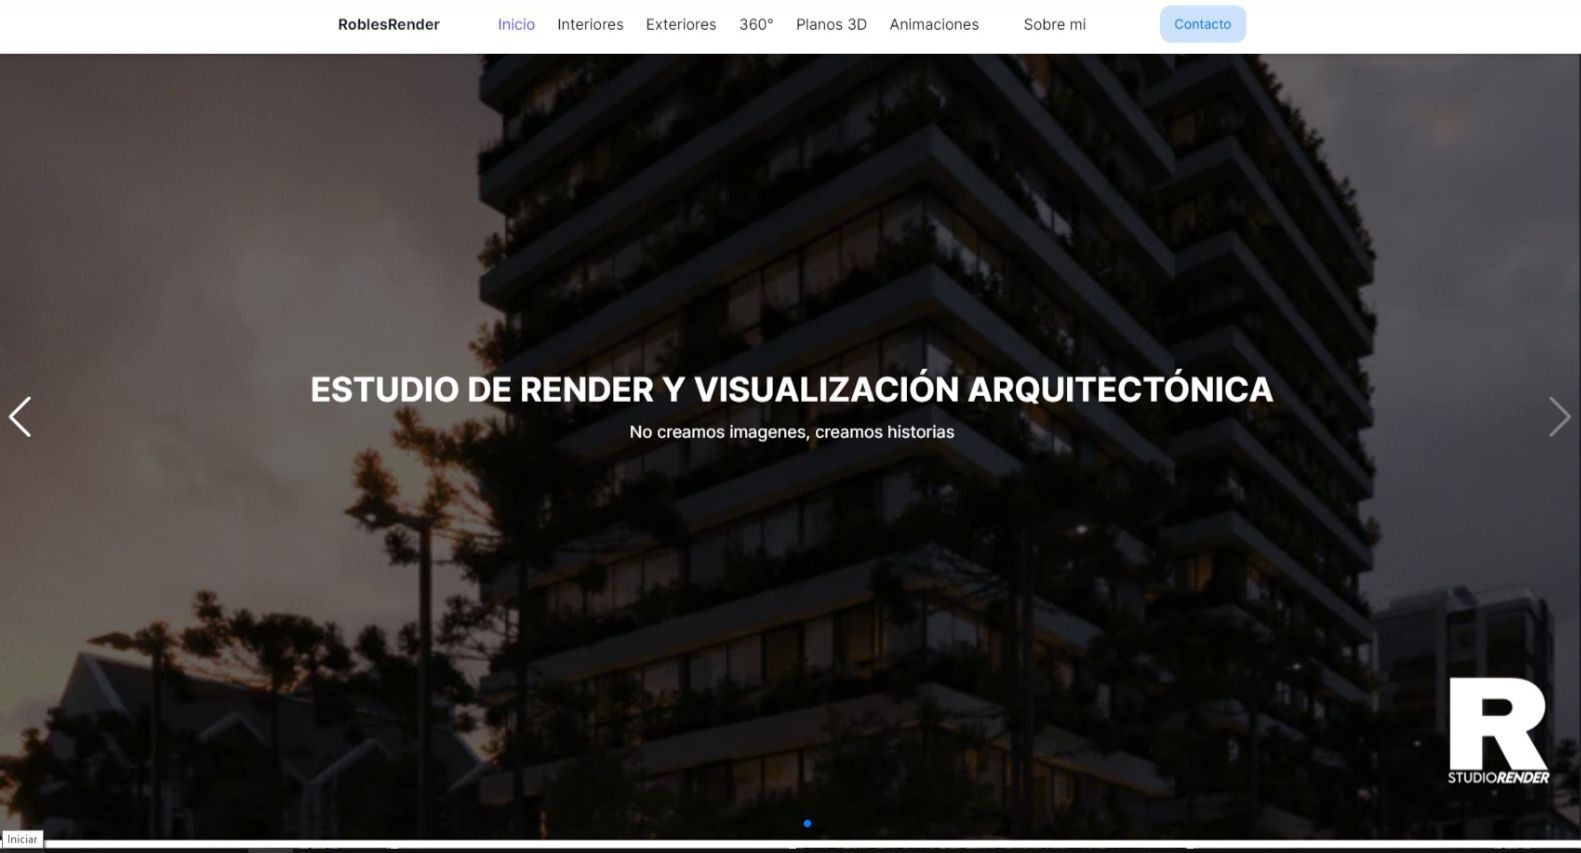 RoblesRender Inicio Interiores Exteriores 360° Planos 3D Animaciones Sobre mi Contacto
ESTUDIO DE RENDER Y VISUALIZACIÓN ARQUITECTÓNICA
No creamos imagenes, creamos historias
R
STUDIORENDER
Iniciar